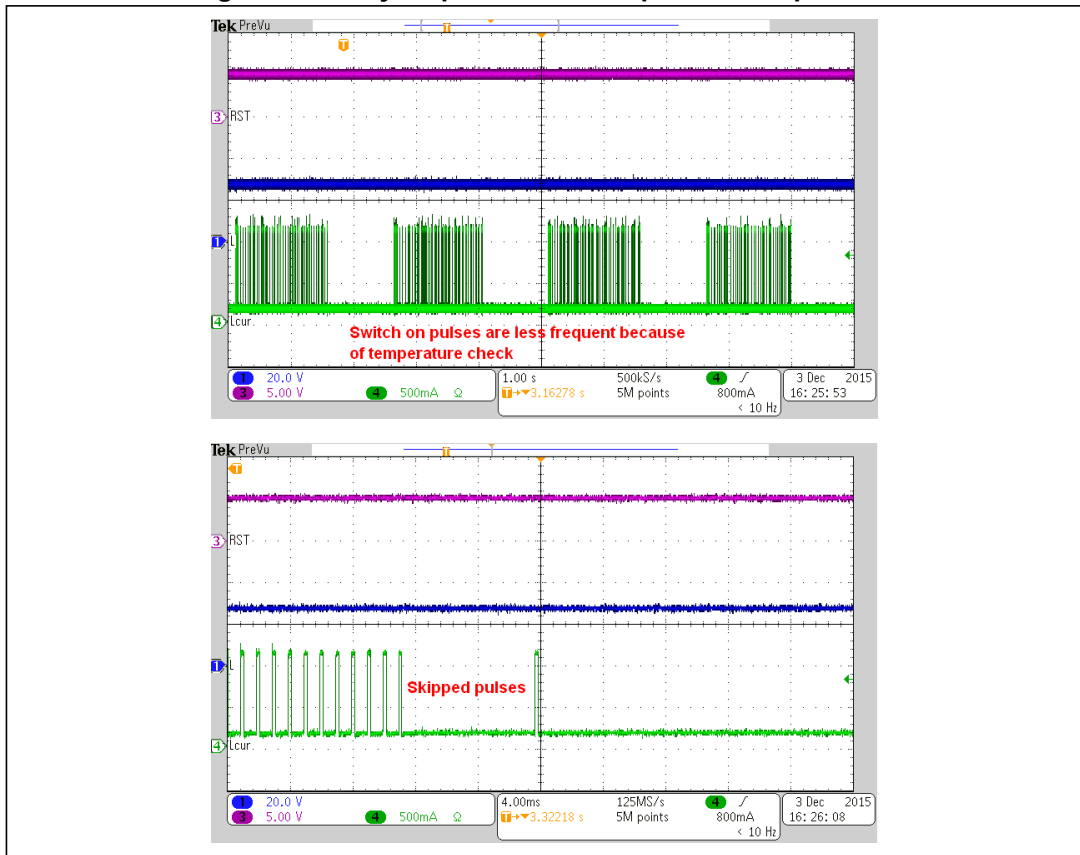 Tek PreVu
T
T
3 RST
1 L
4 Lcur
Switch on pulses are less frequent because
of temperature check
1 20.0 V
3 5.00 V 4 500mA Ω
1.00 s 500kS/s 4
T→▼3.16278 s 5M points 800mA
< 10 Hz
3 Dec 2015
16:25:53
Tek PreVu
T
T
3 RST
1 L
Skipped pulses
4 Lcur
1 20.0 V
3 5.00 V 4 500mA Ω
4.00ms 125MS/s 4
T→▼3.32218 s 5M points 800mA
< 10 Hz
3 Dec 2015
16:26:08